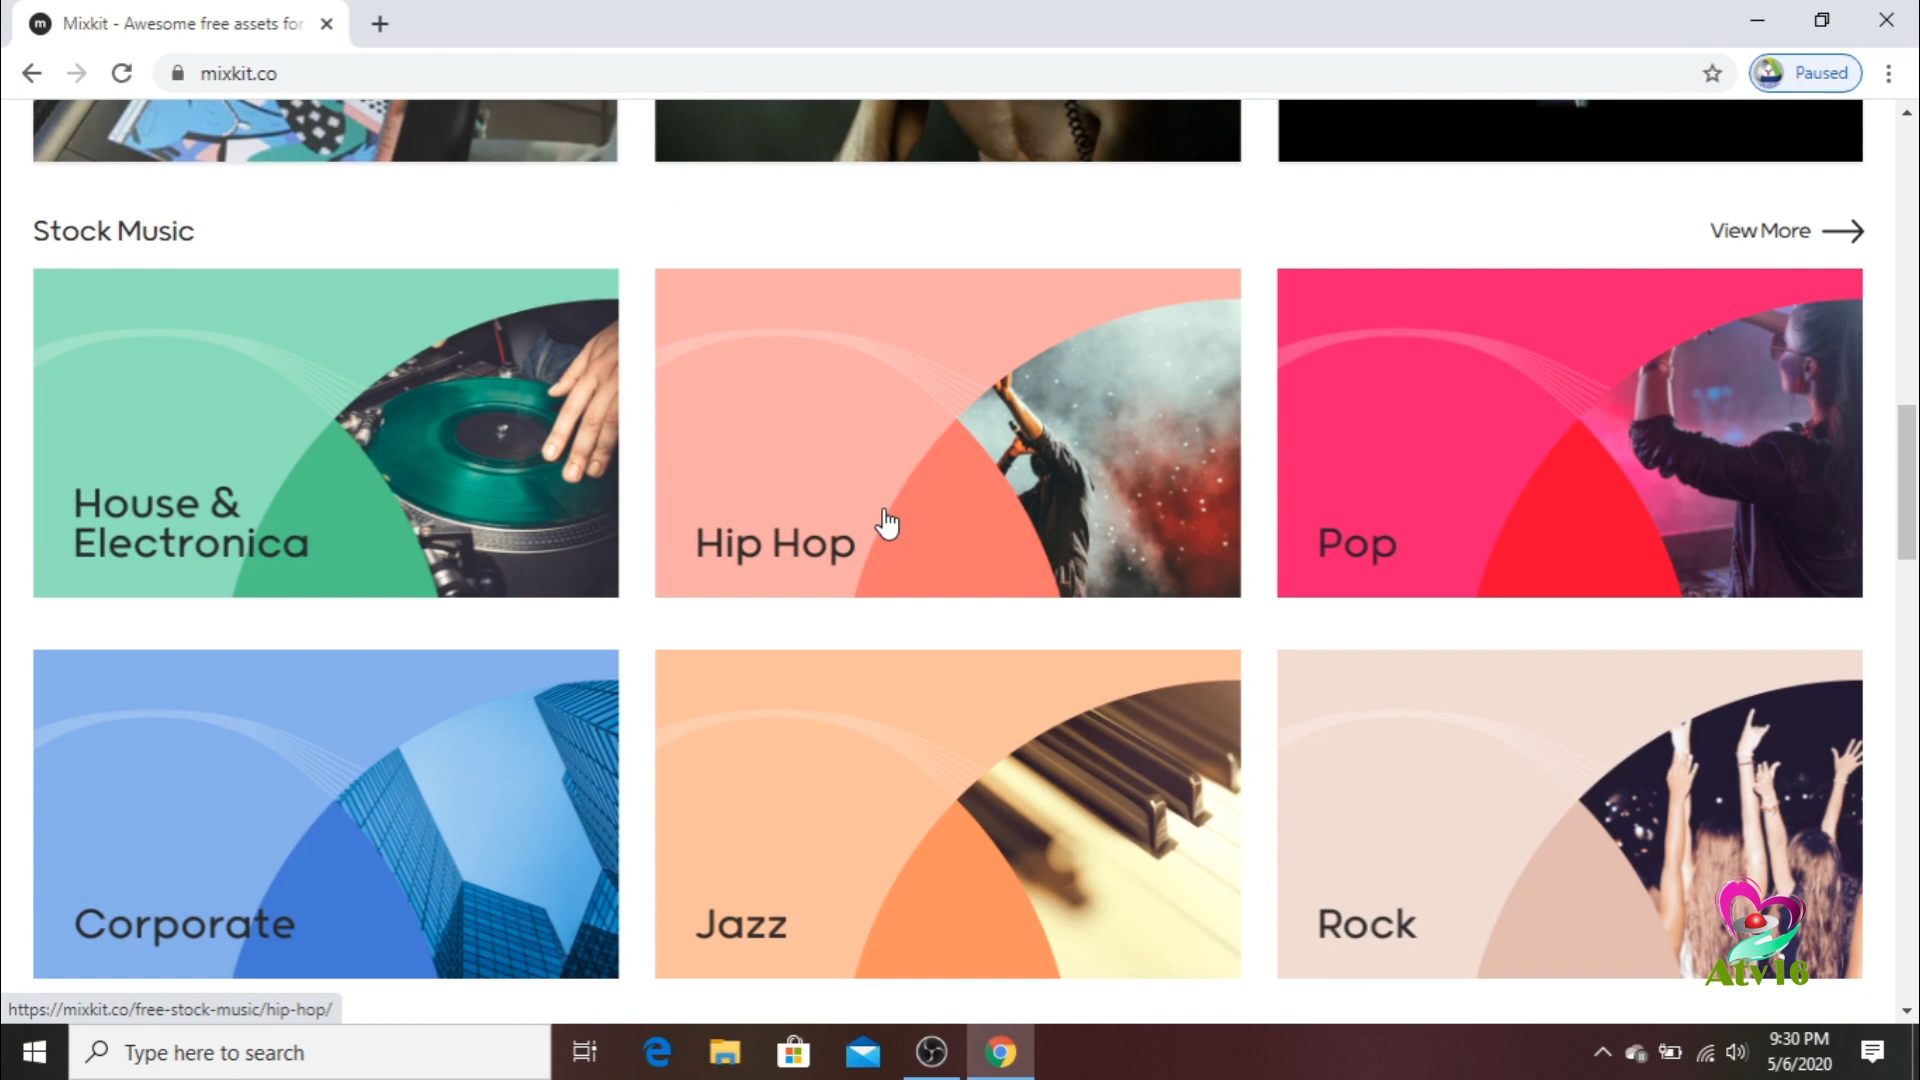 Mixkit - Awesome free assets for
mixkit.co
Paused
Stock Music
View More
House &
Electronica
Hip Hop
Pop
Corporate
Jazz
Rock
Atv16
https://mixkit.co/free-stock-music/hip-hop/
Type here to search
9:30 PM
5/6/2020